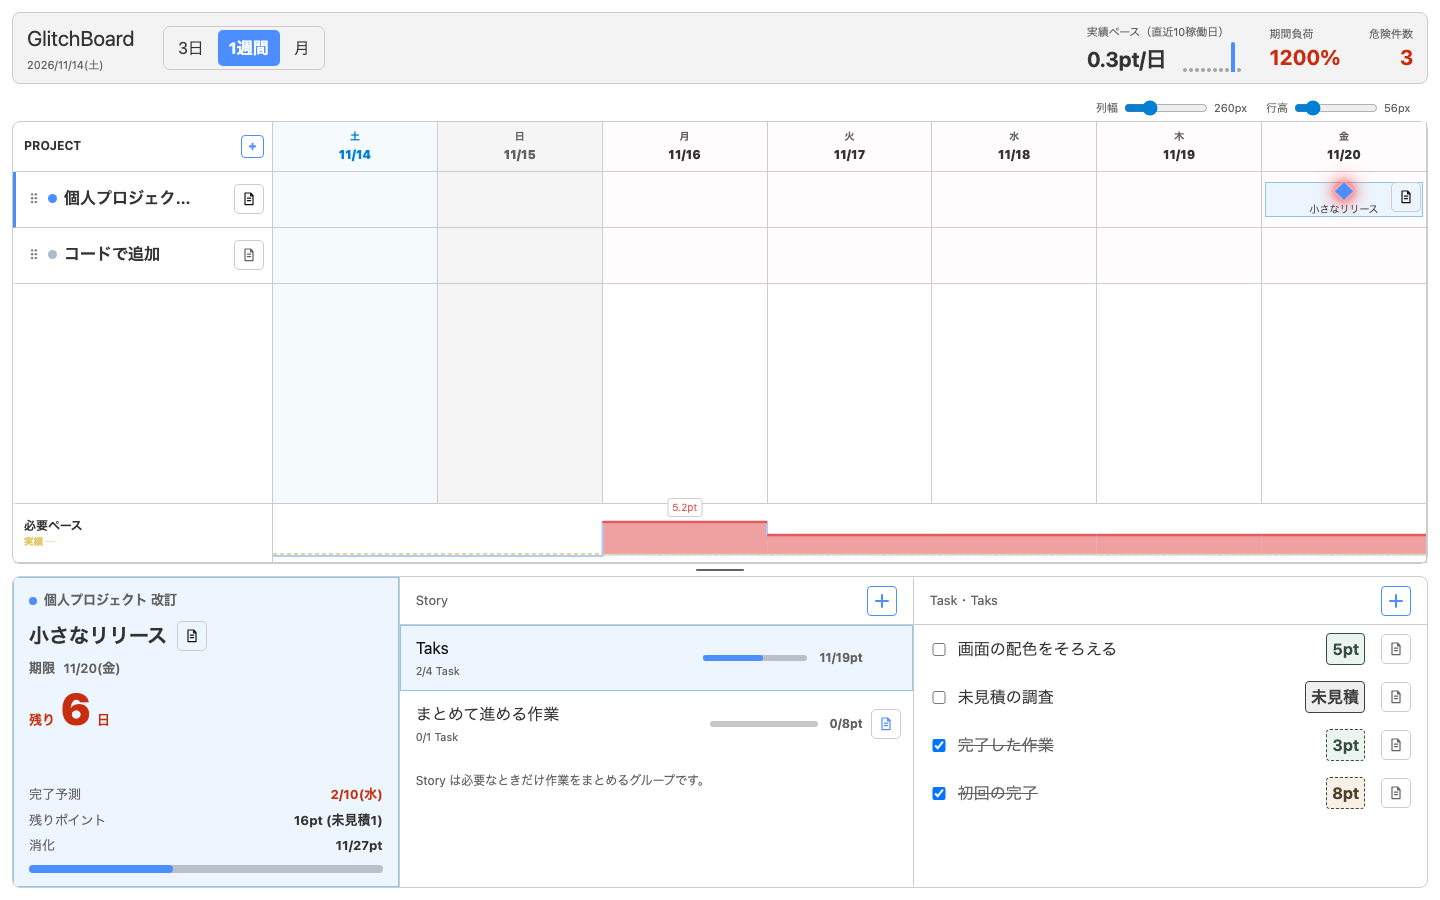 GlitchBoard
2026/11/14(土)
3日 1週間 月
実績ペース（直近10稼働日）
0.3pt/日
期間負荷
1200%
危険件数
3
列幅 260px 行高 56px
PROJECT +
土 11/14
日 11/15
月 11/16
火 11/17
水 11/18
木 11/19
金 11/20
個人プロジェク...
小さなリリース
コードで追加
必要ペース
実績 —
5.2pt
個人プロジェクト 改訂
小さなリリース
期限 11/20(金)
残り 6 日
完了予測 2/10(水)
残りポイント 16pt (未見積1)
消化 11/27pt
Story +
Taks
2/4 Task
11/19pt
まとめて進める作業
0/1 Task
0/8pt
Story は必要なときだけ作業をまとめるグループです。
Task・Taks +
画面の配色をそろえる 5pt
未見積の調査 未見積
完了した作業 3pt
初回の完了 8pt